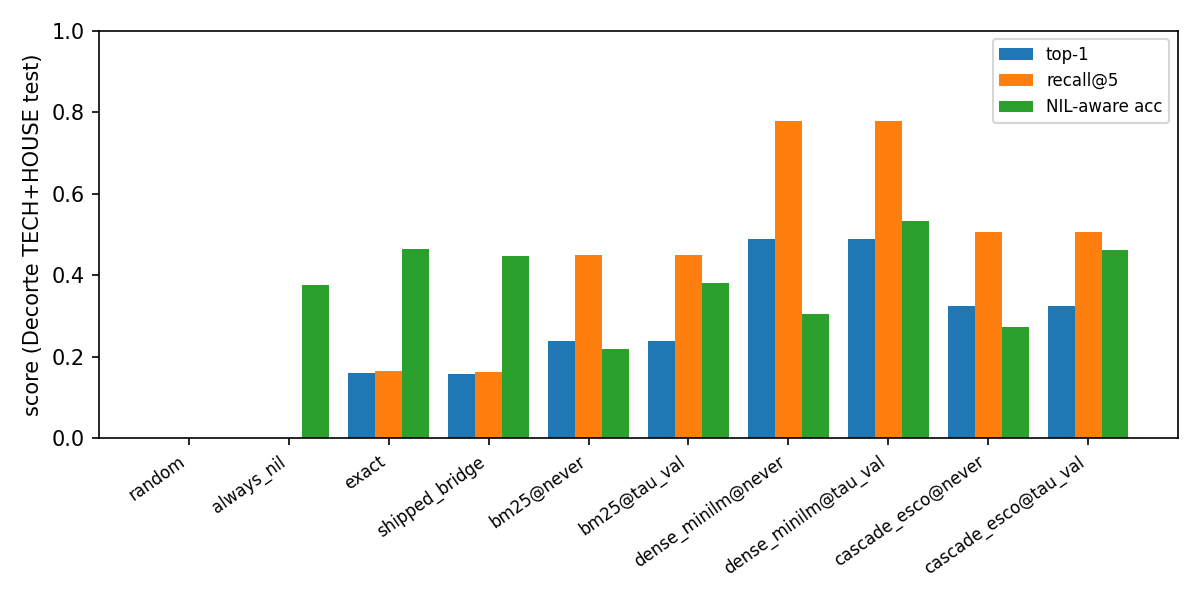 score (Decorte TECH+HOUSE test)
1.0
0.8
0.6
0.4
0.2
0.0
top-1
recall@5
NIL-aware acc
random
always_nil
exact
shipped_bridge
bm25@never
bm25@tau_val
dense_minilm@never
dense_minilm@tau_val
cascade_esco@never
cascade_esco@tau_val